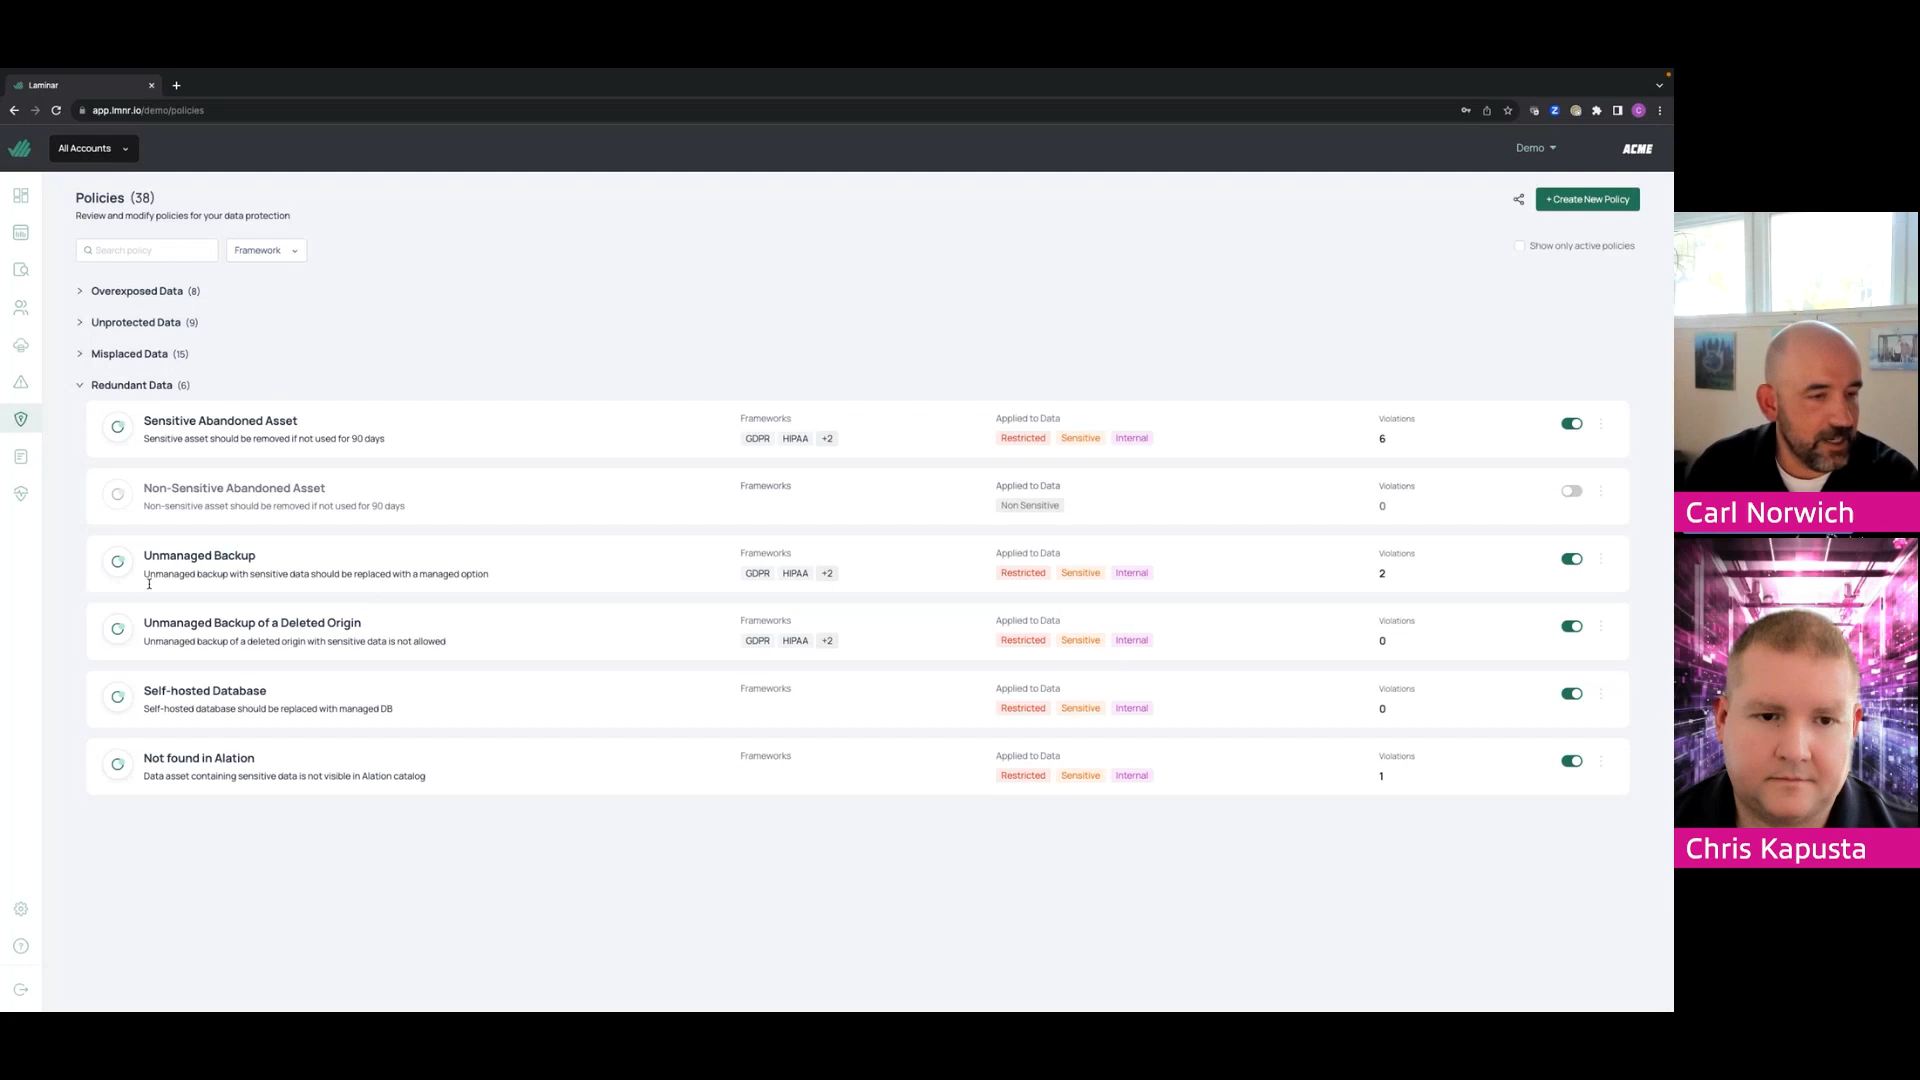 Laminar
app.lmnr.io/demo/policies
All Accounts
Demo
ACME
Policies (38)
Review and modify policies for your data protection
+ Create New Policy
Search policy
Framework
Show only active policies
Overexposed Data (8)
Unprotected Data (9)
Misplaced Data (15)
Redundant Data (6)
Sensitive Abandoned Asset
Sensitive asset should be removed if not used for 90 days
Frameworks
GDPR HIPAA +2
Applied to Data
Restricted Sensitive Internal
Violations
6
Non-Sensitive Abandoned Asset
Non-sensitive asset should be removed if not used for 90 days
Frameworks
Applied to Data
Non Sensitive
Violations
0
Unmanaged Backup
Unmanaged backup with sensitive data should be replaced with a managed option
Frameworks
GDPR HIPAA +2
Applied to Data
Restricted Sensitive Internal
Violations
2
Unmanaged Backup of a Deleted Origin
Unmanaged backup of a deleted origin with sensitive data is not allowed
Frameworks
GDPR HIPAA +2
Applied to Data
Restricted Sensitive Internal
Violations
0
Self-hosted Database
Self-hosted database should be replaced with managed DB
Frameworks
Applied to Data
Restricted Sensitive Internal
Violations
0
Not found in Alation
Data asset containing sensitive data is not visible in Alation catalog
Frameworks
Applied to Data
Restricted Sensitive Internal
Violations
1
Carl Norwich
Chris Kapusta